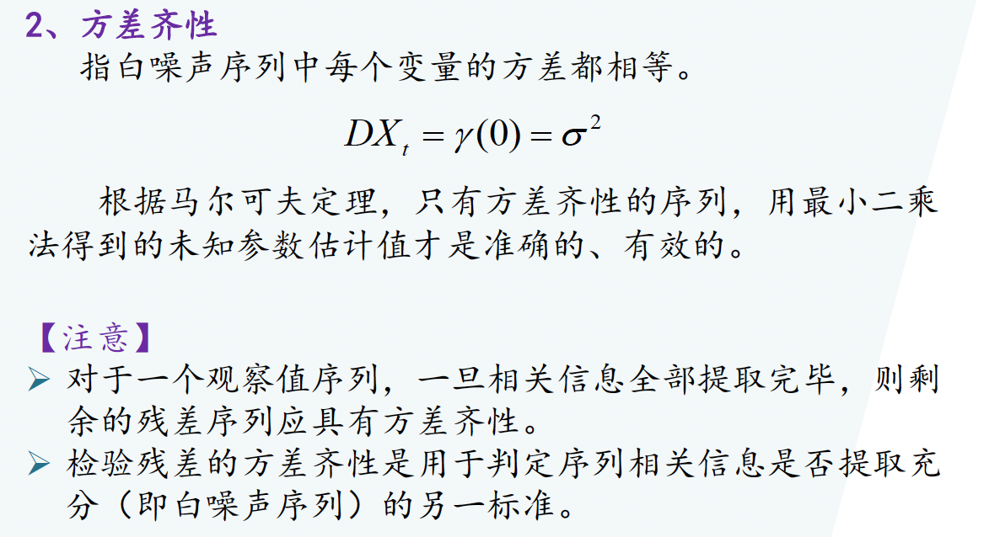 2、方差齐性
指白噪声序列中每个变量的方差都相等。
DXₜ = γ(0) = σ²
根据马尔可夫定理，只有方差齐性的序列，用最小二乘
法得到的未知参数估计值才是准确的、有效的。
【注意】
➢ 对于一个观察值序列，一旦相关信息全部提取完毕，则剩
余的残差序列应具有方差齐性。
➢ 检验残差的方差齐性是用于判定序列相关信息是否提取充
分（即白噪声序列）的另一标准。